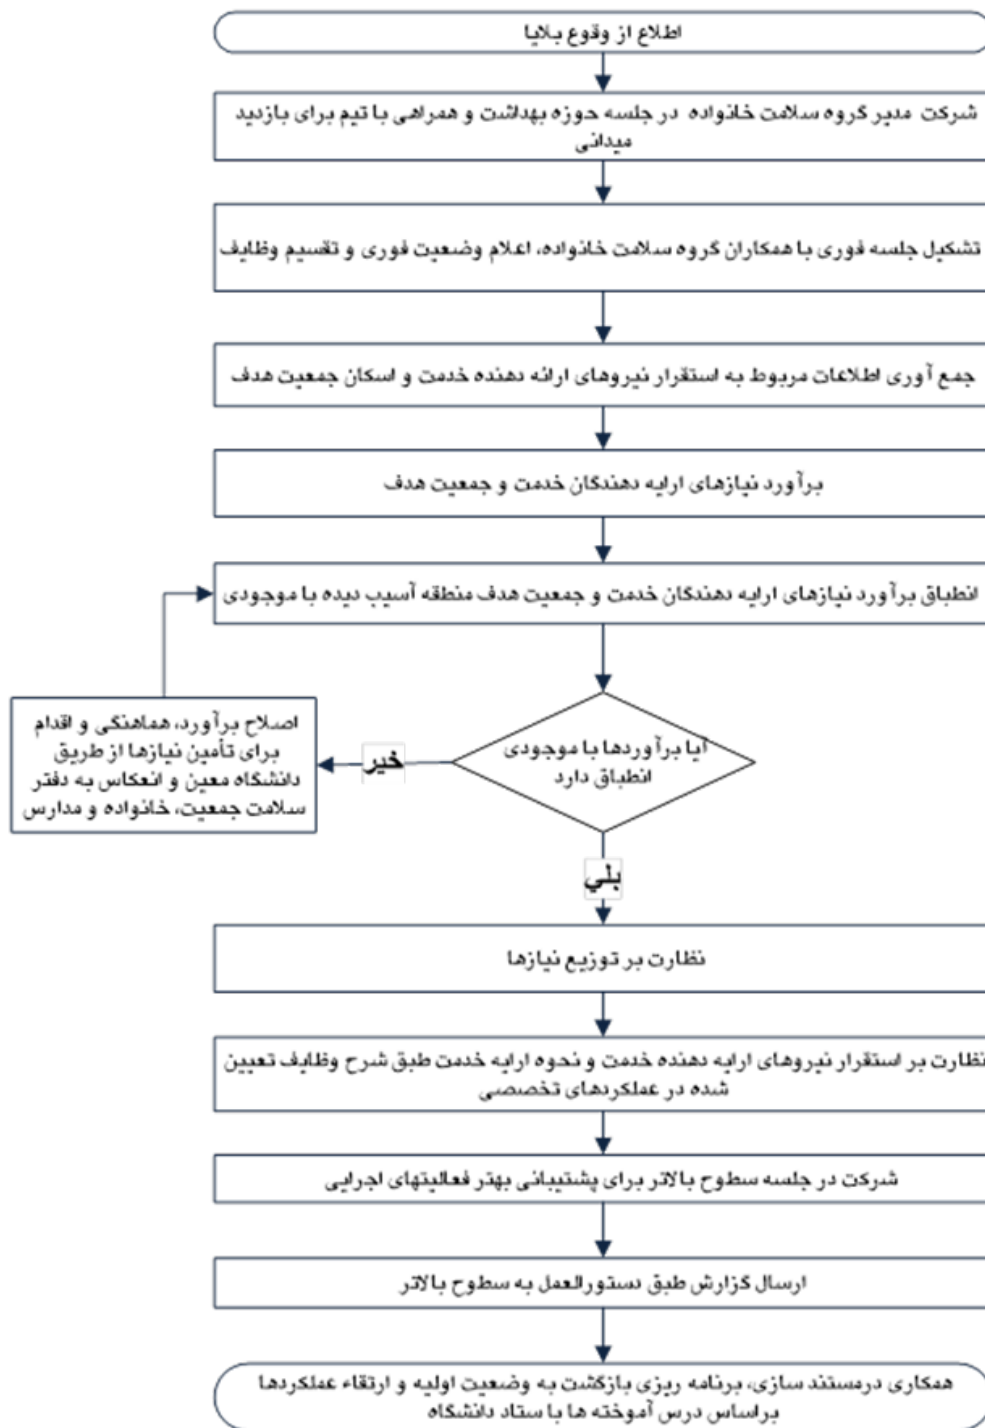 اطلاع از وقوع بلایا
شرکت مدیر گروه سلامت خانواده در جلسه حوزه بهداشت و همراهی با تیم برای بازدید
میدانی
تشکیل جلسه فوری با همکاران گروه سلامت خانواده، اعلام وضعیت فوری و تقسیم وظایف
جمع آوری اطلاعات مربوط به استقرار نیروهای ارائه دهنده خدمت و اسکان جمعیت هدف
برآورد نیازهای ارایه دهندگان خدمت و جمعیت هدف
انطباق برآورد نیازهای ارایه دهندگان خدمت و جمعیت هدف منطقه آسیب دیده با موجودی
آیا برآوردها با موجودی
انطباق دارد
خیر
اصلاح برآورد، هماهنگی و اقدام
برای تأمین نیازها از طریق
دانشگاه معین و انعکاس به دفتر
سلامت جمعیت، خانواده و مدارس
بلي
نظارت بر توزیع نیازها
نظارت بر استقرار نیروهای ارایه دهنده خدمت و نحوه ارایه خدمت طبق شرح وظایف تعیین
شده در عملکردهای تخصصی
شرکت در جلسه سطوح بالاتر برای پشتیبانی بهتر فعالیتهای اجرایی
ارسال گزارش طبق دستورالعمل به سطوح بالاتر
همکاری درمستند سازی، برنامه ریزی بازگشت به وضعیت اولیه و ارتقاء عملکردها
براساس درس آموخته ها با ستاد دانشگاه